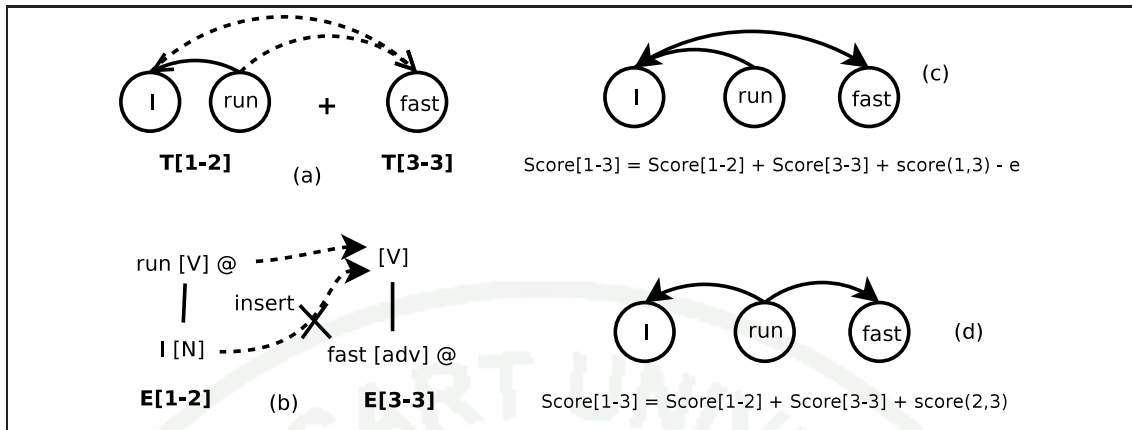 I run + fast
T[1-2] (a) T[3-3]
I run fast (c)
Score[1-3] = Score[1-2] + Score[3-3] + score(1,3) - e
run [V] @ [V]
insert
I [N] fast [adv] @
E[1-2] (b) E[3-3]
I run fast (d)
Score[1-3] = Score[1-2] + Score[3-3] + score(2,3)